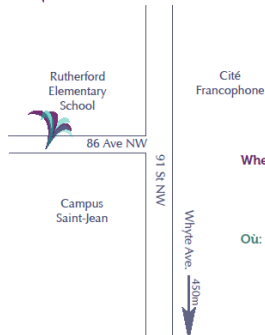 Rutherford
Elementary
School
Cité
Francophone
86 Ave NW
91 St NW
Whe
Campus
Saint-Jean
Whyte Ave.
Où:
450m